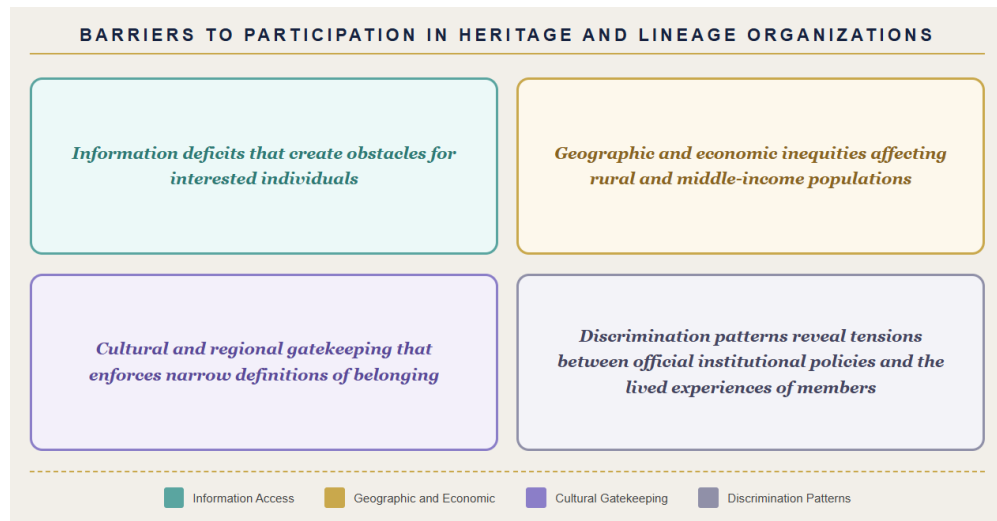 BARRIERS TO PARTICIPATION IN HERITAGE AND LINEAGE ORGANIZATIONS
Information deficits that create obstacles for
interested individuals
Geographic and economic inequities affecting
rural and middle-income populations
Cultural and regional gatekeeping that
enforces narrow definitions of belonging
Discrimination patterns reveal tensions
between official institutional policies and the
lived experiences of members
Information Access
Geographic and Economic
Cultural Gatekeeping
Discrimination Patterns